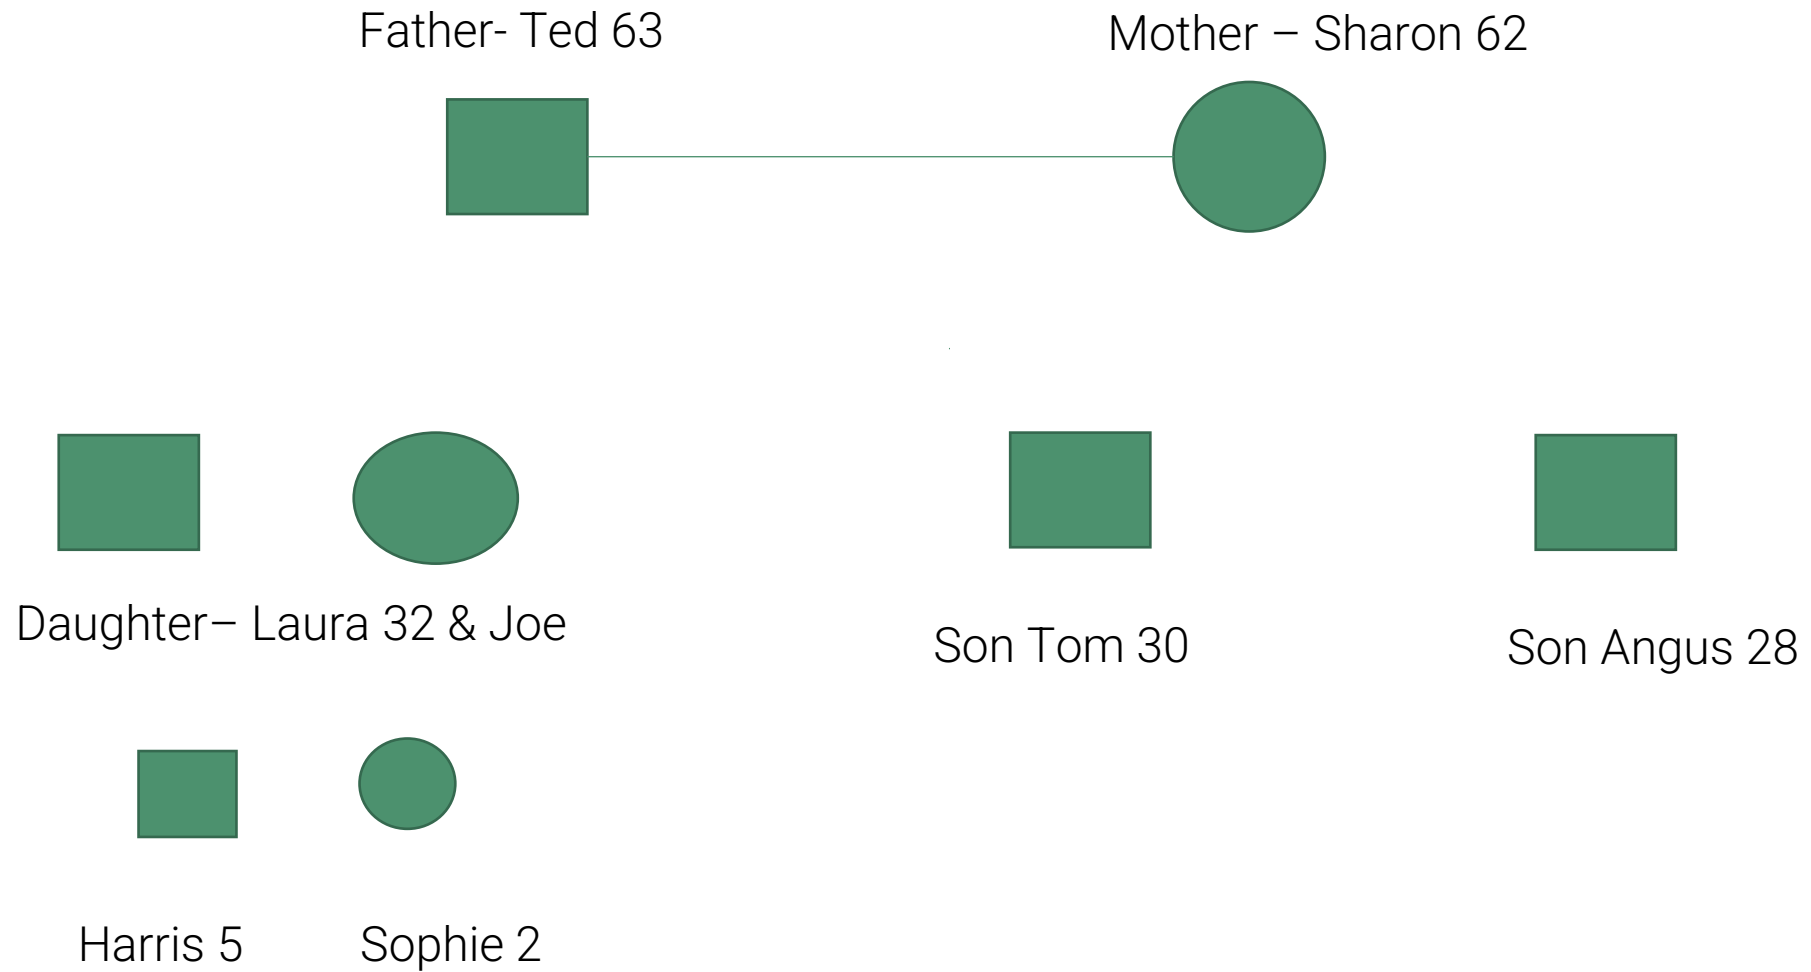 Father- Ted 63
Mother – Sharon 62
Daughter– Laura 32 & Joe
Son Tom 30
Son Angus 28
Harris 5
Sophie 2